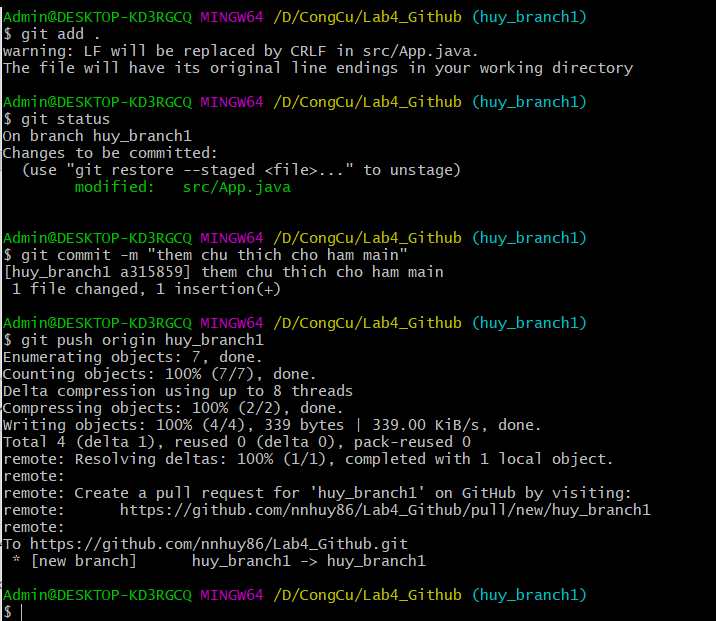 Admin@DESKTOP-KD3RGCQ MINGW64 /D/CongCu/Lab4_Github (huy_branch1)
$ git add .
warning: LF will be replaced by CRLF in src/App.java.
The file will have its original line endings in your working directory
Admin@DESKTOP-KD3RGCQ MINGW64 /D/CongCu/Lab4_Github (huy_branch1)
$ git status
On branch huy_branch1
Changes to be committed:
  (use "git restore --staged <file>..." to unstage)
        modified:   src/App.java
Admin@DESKTOP-KD3RGCQ MINGW64 /D/CongCu/Lab4_Github (huy_branch1)
$ git commit -m "them chu thich cho ham main"
[huy_branch1 a315859] them chu thich cho ham main
 1 file changed, 1 insertion(+)
Admin@DESKTOP-KD3RGCQ MINGW64 /D/CongCu/Lab4_Github (huy_branch1)
$ git push origin huy_branch1
Enumerating objects: 7, done.
Counting objects: 100% (7/7), done.
Delta compression using up to 8 threads
Compressing objects: 100% (2/2), done.
Writing objects: 100% (4/4), 339 bytes | 339.00 KiB/s, done.
Total 4 (delta 1), reused 0 (delta 0), pack-reused 0
remote: Resolving deltas: 100% (1/1), completed with 1 local object.
remote:
remote: Create a pull request for 'huy_branch1' on GitHub by visiting:
remote:      https://github.com/nnhuy86/Lab4_Github/pull/new/huy_branch1
remote:
To https://github.com/nnhuy86/Lab4_Github.git
 * [new branch]      huy_branch1 -> huy_branch1
Admin@DESKTOP-KD3RGCQ MINGW64 /D/CongCu/Lab4_Github (huy_branch1)
$